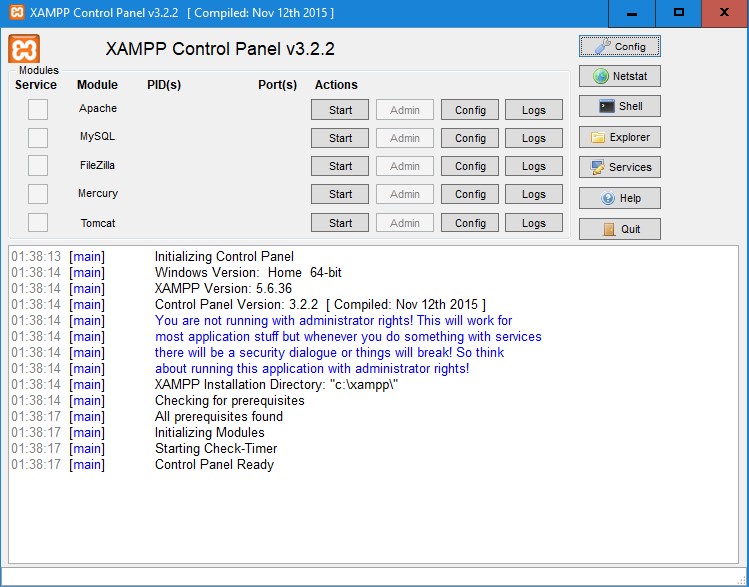 XAMPP Control Panel v3.2.2 [ Compiled: Nov 12th 2015 ]
XAMPP Control Panel v3.2.2
Config
Modules
Service Module PID(s) Port(s) Actions
Netstat
Apache Start Admin Config Logs
Shell
MySQL Start Admin Config Logs
Explorer
FileZilla Start Admin Config Logs
Services
Mercury Start Admin Config Logs
Help
Tomcat Start Admin Config Logs
Quit
01:38:13 [main] Initializing Control Panel
01:38:14 [main] Windows Version: Home 64-bit
01:38:14 [main] XAMPP Version: 5.6.36
01:38:14 [main] Control Panel Version: 3.2.2 [ Compiled: Nov 12th 2015 ]
01:38:14 [main] You are not running with administrator rights! This will work for
01:38:14 [main] most application stuff but whenever you do something with services
01:38:14 [main] there will be a security dialogue or things will break! So think
01:38:14 [main] about running this application with administrator rights!
01:38:14 [main] XAMPP Installation Directory: "c:\xampp\"
01:38:14 [main] Checking for prerequisites
01:38:17 [main] All prerequisites found
01:38:17 [main] Initializing Modules
01:38:17 [main] Starting Check-Timer
01:38:17 [main] Control Panel Ready